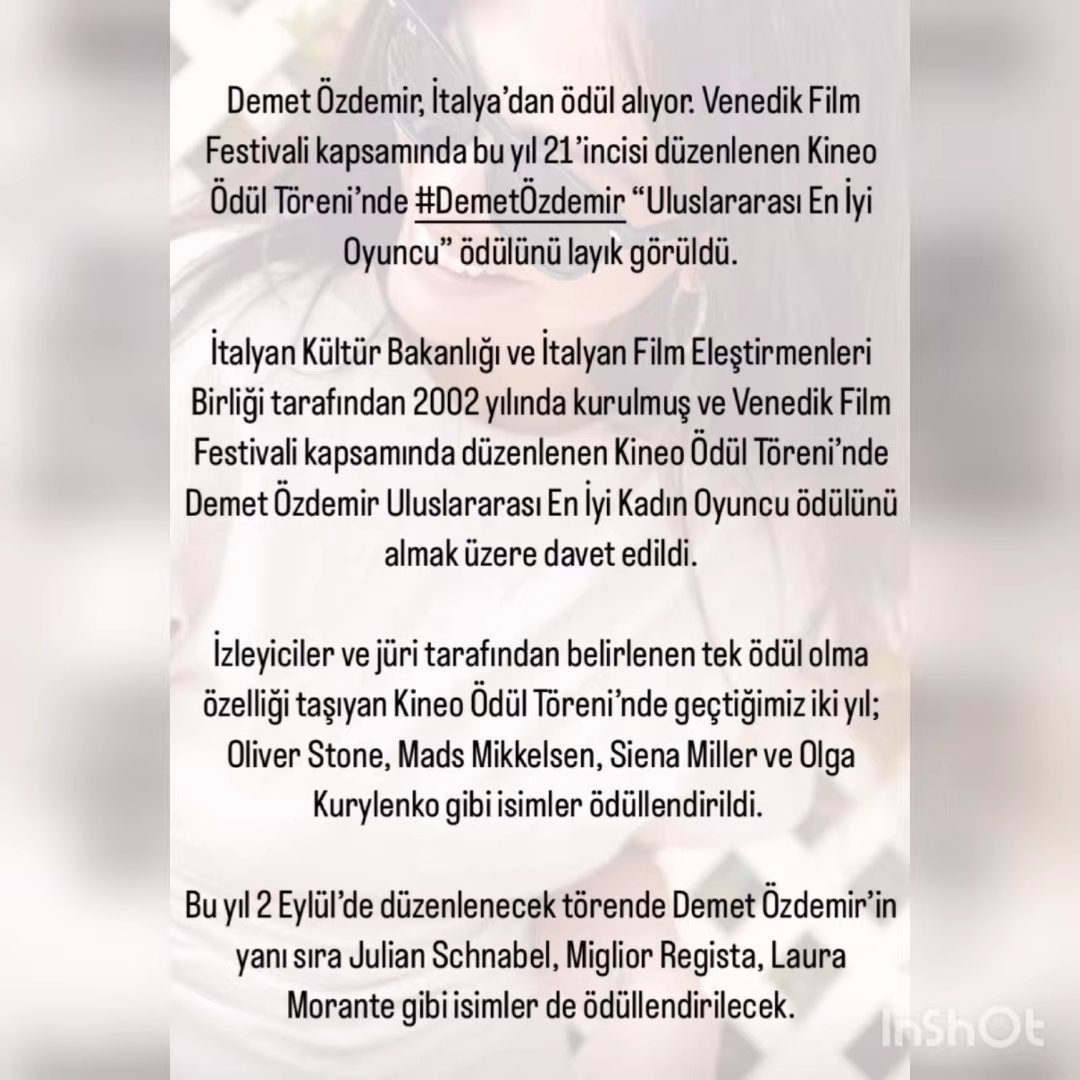 Demet Özdemir, İtalya’dan ödül alıyor. Venedik Film
Festivali kapsamında bu yıl 21’incisi düzenlenen Kineo
Ödül Töreni’nde #DemetÖzdemir “Uluslararası En İyi
Oyuncu” ödülünü layık görüldü.
İtalyan Kültür Bakanlığı ve İtalyan Film Eleştirmenleri
Birliği tarafından 2002 yılında kurulmuş ve Venedik Film
Festivali kapsamında düzenlenen Kineo Ödül Töreni’nde
Demet Özdemir Uluslararası En İyi Kadın Oyuncu ödülünü
almak üzere davet edildi.
İzleyiciler ve jüri tarafından belirlenen tek ödül olma
özelliği taşıyan Kineo Ödül Töreni’nde geçtiğimiz iki yıl;
Oliver Stone, Mads Mikkelsen, Siena Miller ve Olga
Kurylenko gibi isimler ödüllendirildi.
Bu yıl 2 Eylül’de düzenlenecek törende Demet Özdemir’in
yanı sıra Julian Schnabel, Miglior Regista, Laura
Morante gibi isimler de ödüllendirilecek.
InShOt